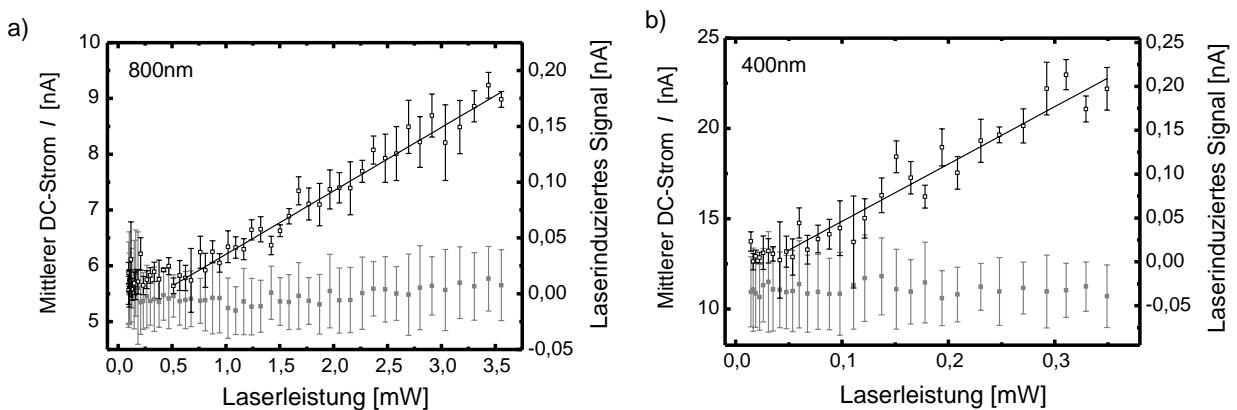 a)
800nm
Mittlerer DC-Strom I [nA]
10
9
8
7
6
5
0,20
0,15
0,10
0,05
0,00
-0,05
Laserinduziertes Signal [nA]
0,0 0,5 1,0 1,5 2,0 2,5 3,0 3,5
Laserleistung [mW]
b)
400nm
Mittlerer DC-Strom I [nA]
25
20
15
10
0,25
0,20
0,15
0,10
0,05
0,00
-0,05
Laserinduziertes Signal [nA]
0,0 0,1 0,2 0,3
Laserleistung [mW]